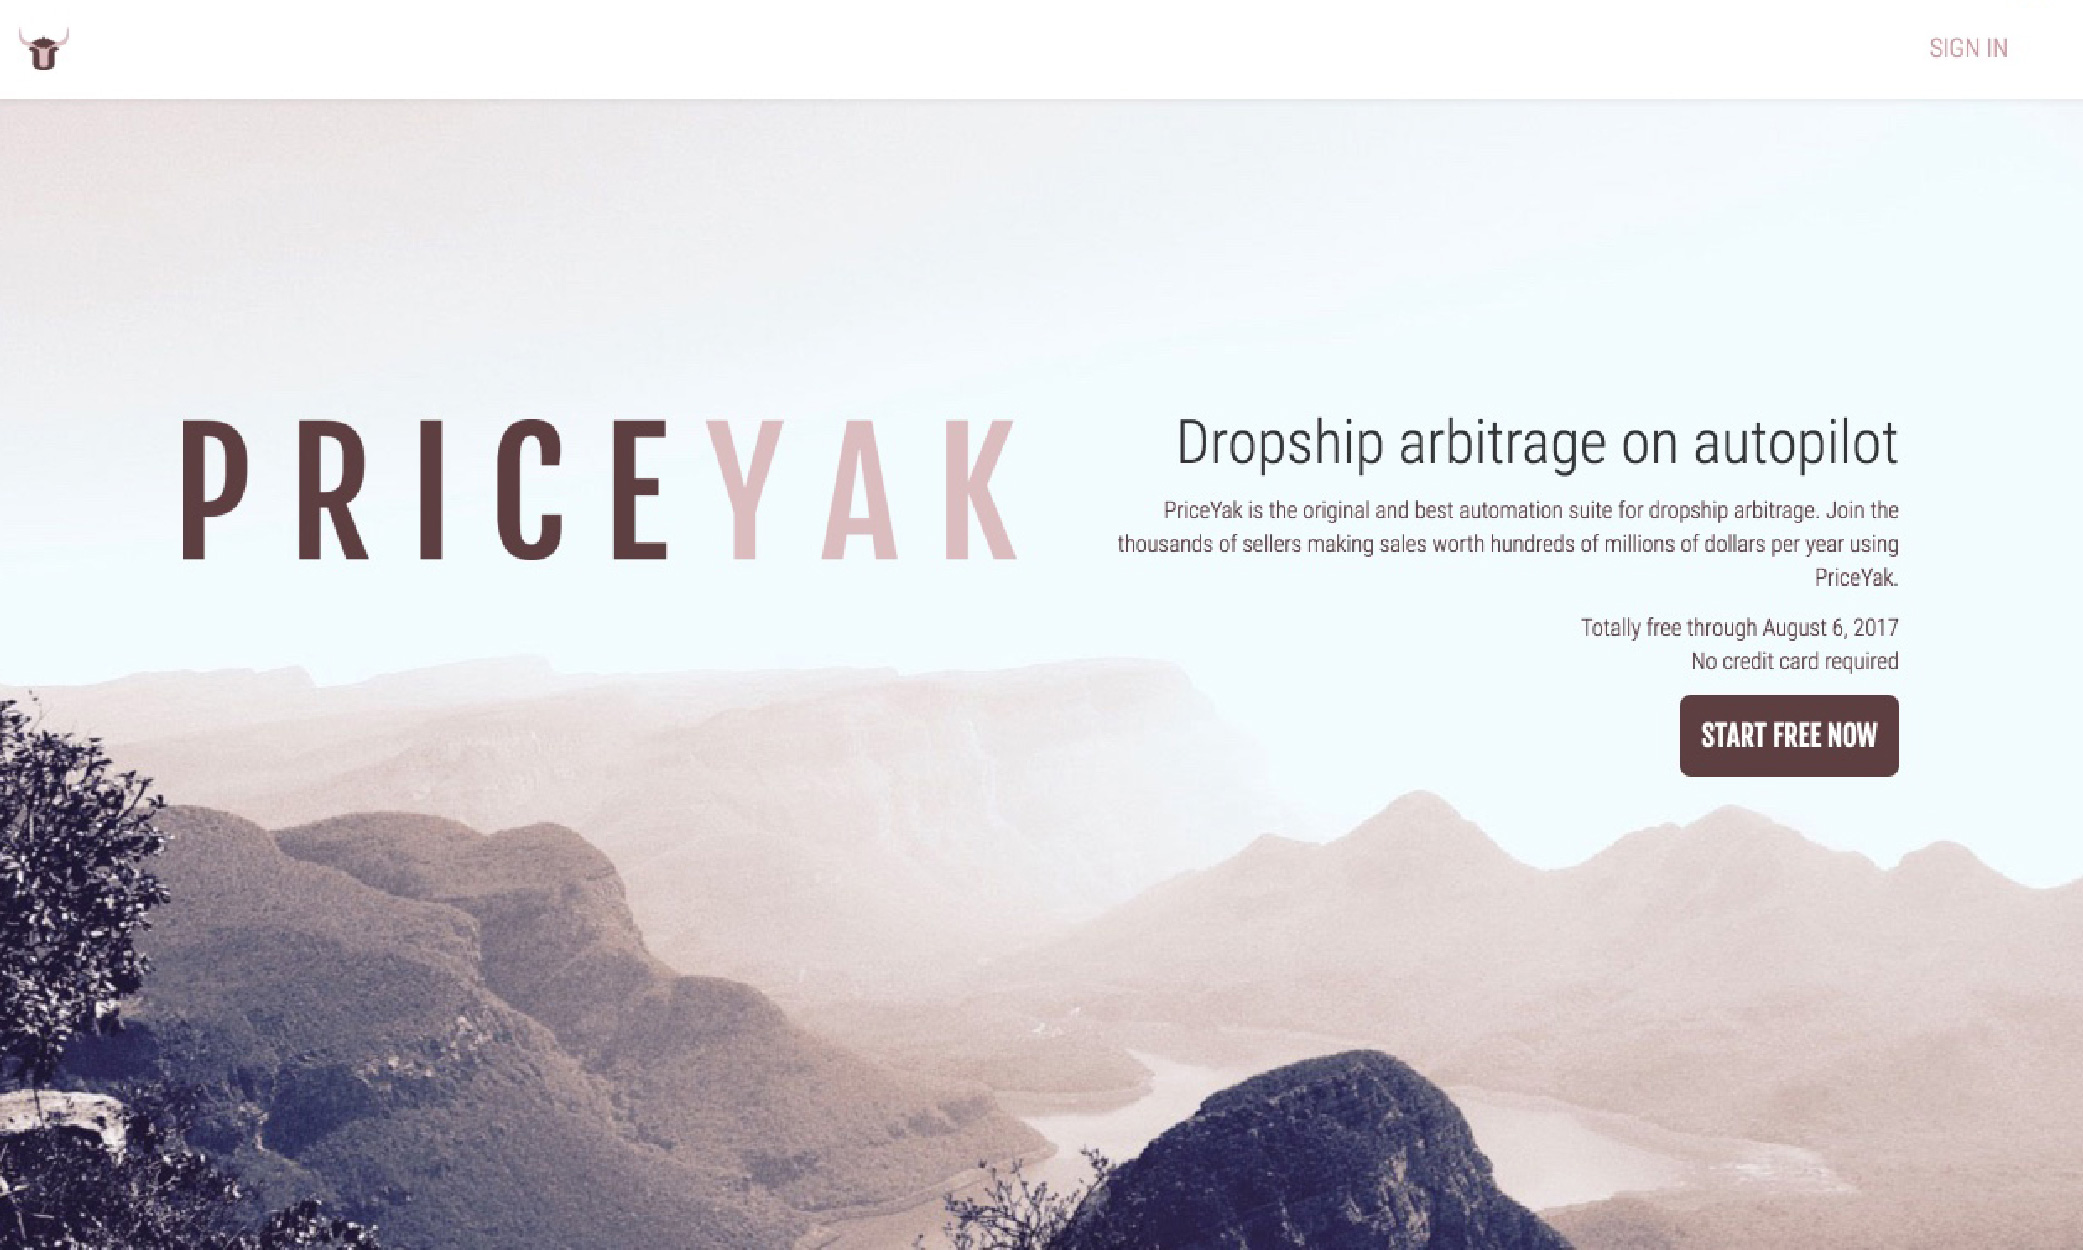 SIGN IN
PRICEYAK
Dropship arbitrage on autopilot
PriceYak is the original and best automation suite for dropship arbitrage. Join the
thousands of sellers making sales worth hundreds of millions of dollars per year using
PriceYak.
Totally free through August 6, 2017
No credit card required
START FREE NOW